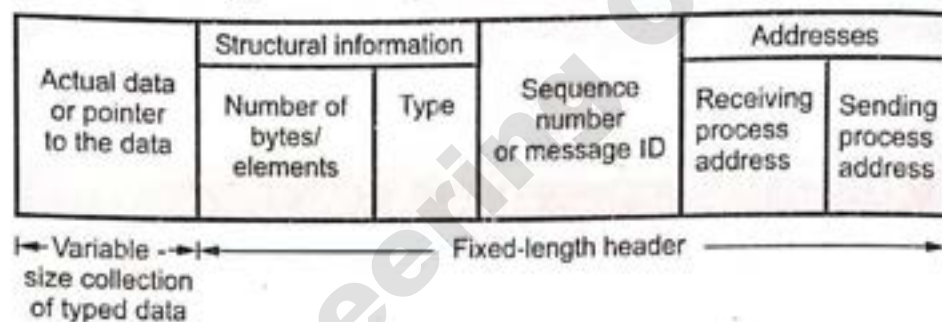 Actual data
or pointer
to the data
Structural information
Number of
bytes/
elements
Type
Sequence
number
or message ID
Addresses
Receiving
process
address
Sending
process
address
Variable
size collection
of typed data
Fixed-length header